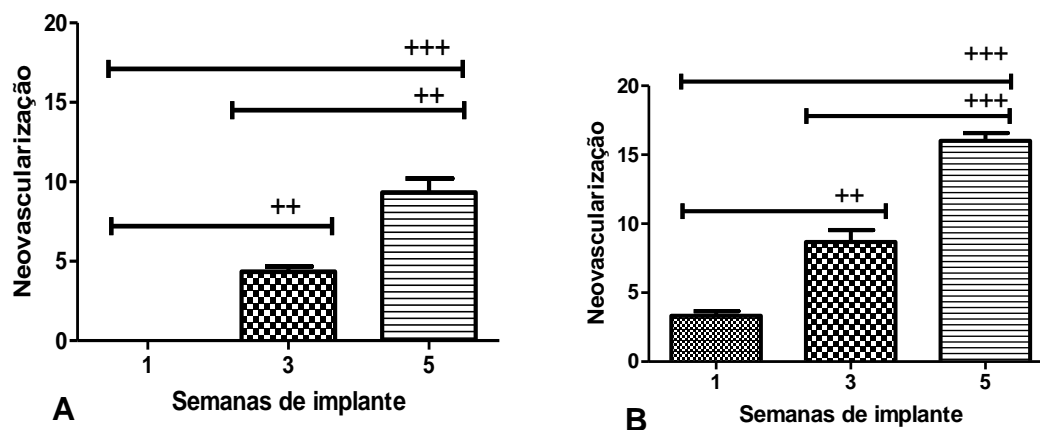 20
15
10
5
0
Neovascularização
+++
++
++
1 3 5
Semanas de implante
A
20
15
10
5
0
Neovascularização
+++
+++
++
1 3 5
Semanas de implante
B